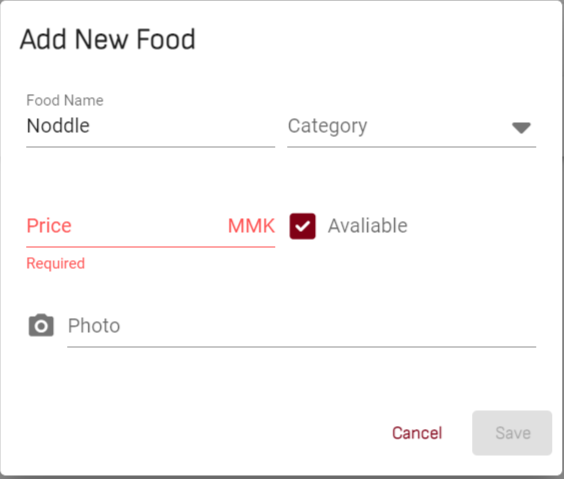 Add New Food
Food Name
Noddle
Category
Price MMK
Avaliable
Required
Photo
Cancel
Save